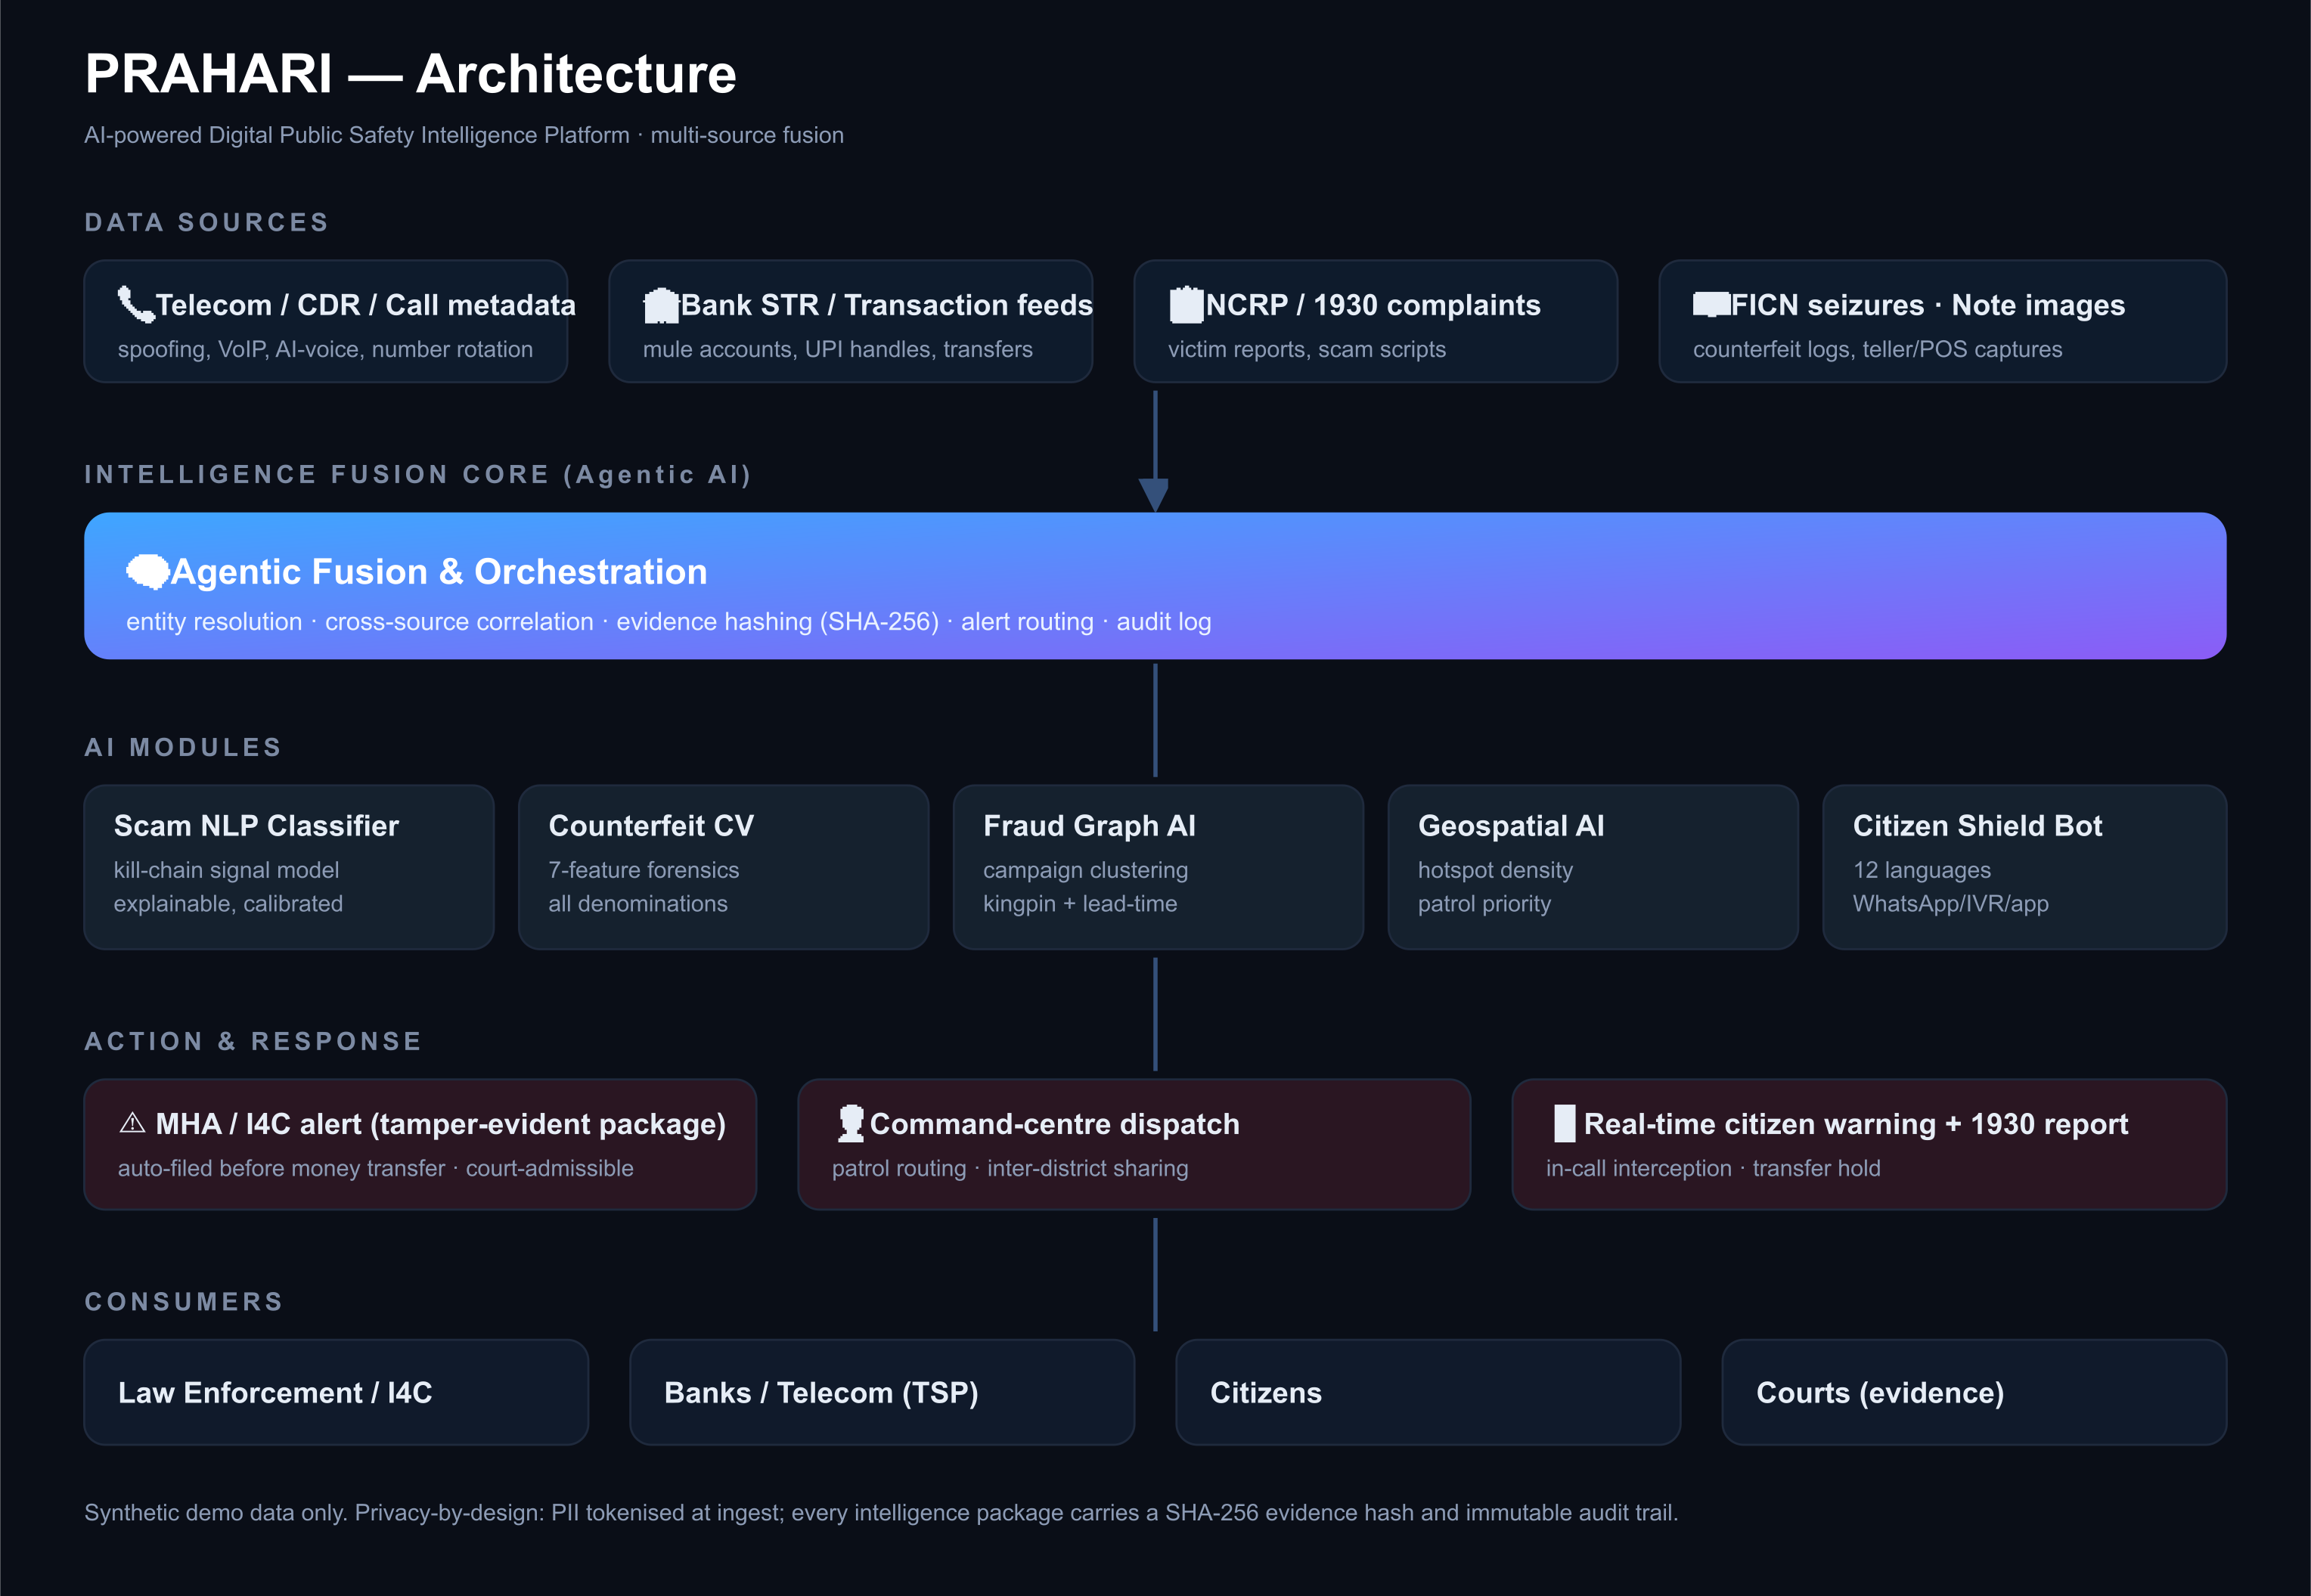 PRAHARI — Architecture
AI-powered Digital Public Safety Intelligence Platform · multi-source fusion
DATA SOURCES
Telecom / CDR / Call metadata
spoofing, VoIP, AI-voice, number rotation
Bank STR / Transaction feeds
mule accounts, UPI handles, transfers
NCRP / 1930 complaints
victim reports, scam scripts
FICN seizures · Note images
counterfeit logs, teller/POS captures
INTELLIGENCE FUSION CORE (Agentic AI)
Agentic Fusion & Orchestration
entity resolution · cross-source correlation · evidence hashing (SHA-256) · alert routing · audit log
AI MODULES
Scam NLP Classifier
kill-chain signal model
explainable, calibrated
Counterfeit CV
7-feature forensics
all denominations
Fraud Graph AI
campaign clustering
kingpin + lead-time
Geospatial AI
hotspot density
patrol priority
Citizen Shield Bot
12 languages
WhatsApp/IVR/app
ACTION & RESPONSE
⚠ MHA / I4C alert (tamper-evident package)
auto-filed before money transfer · court-admissible
Command-centre dispatch
patrol routing · inter-district sharing
Real-time citizen warning + 1930 report
in-call interception · transfer hold
CONSUMERS
Law Enforcement / I4C
Banks / Telecom (TSP)
Citizens
Courts (evidence)
Synthetic demo data only. Privacy-by-design: PII tokenised at ingest; every intelligence package carries a SHA-256 evidence hash and immutable audit trail.